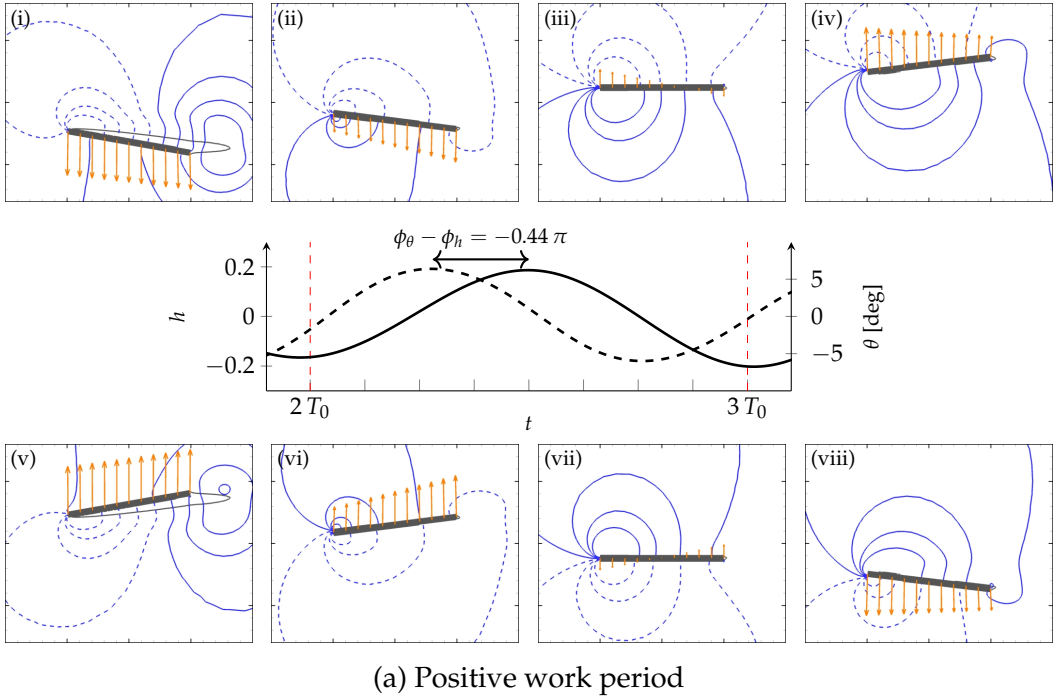 (i) (ii) (iii) (iv)
ϕθ − ϕh = −0.44 π
0.2 5
h 0 0 θ [deg]
−0.2 −5
2 T0 t 3 T0
(v) (vi) (vii) (viii)
(a) Positive work period